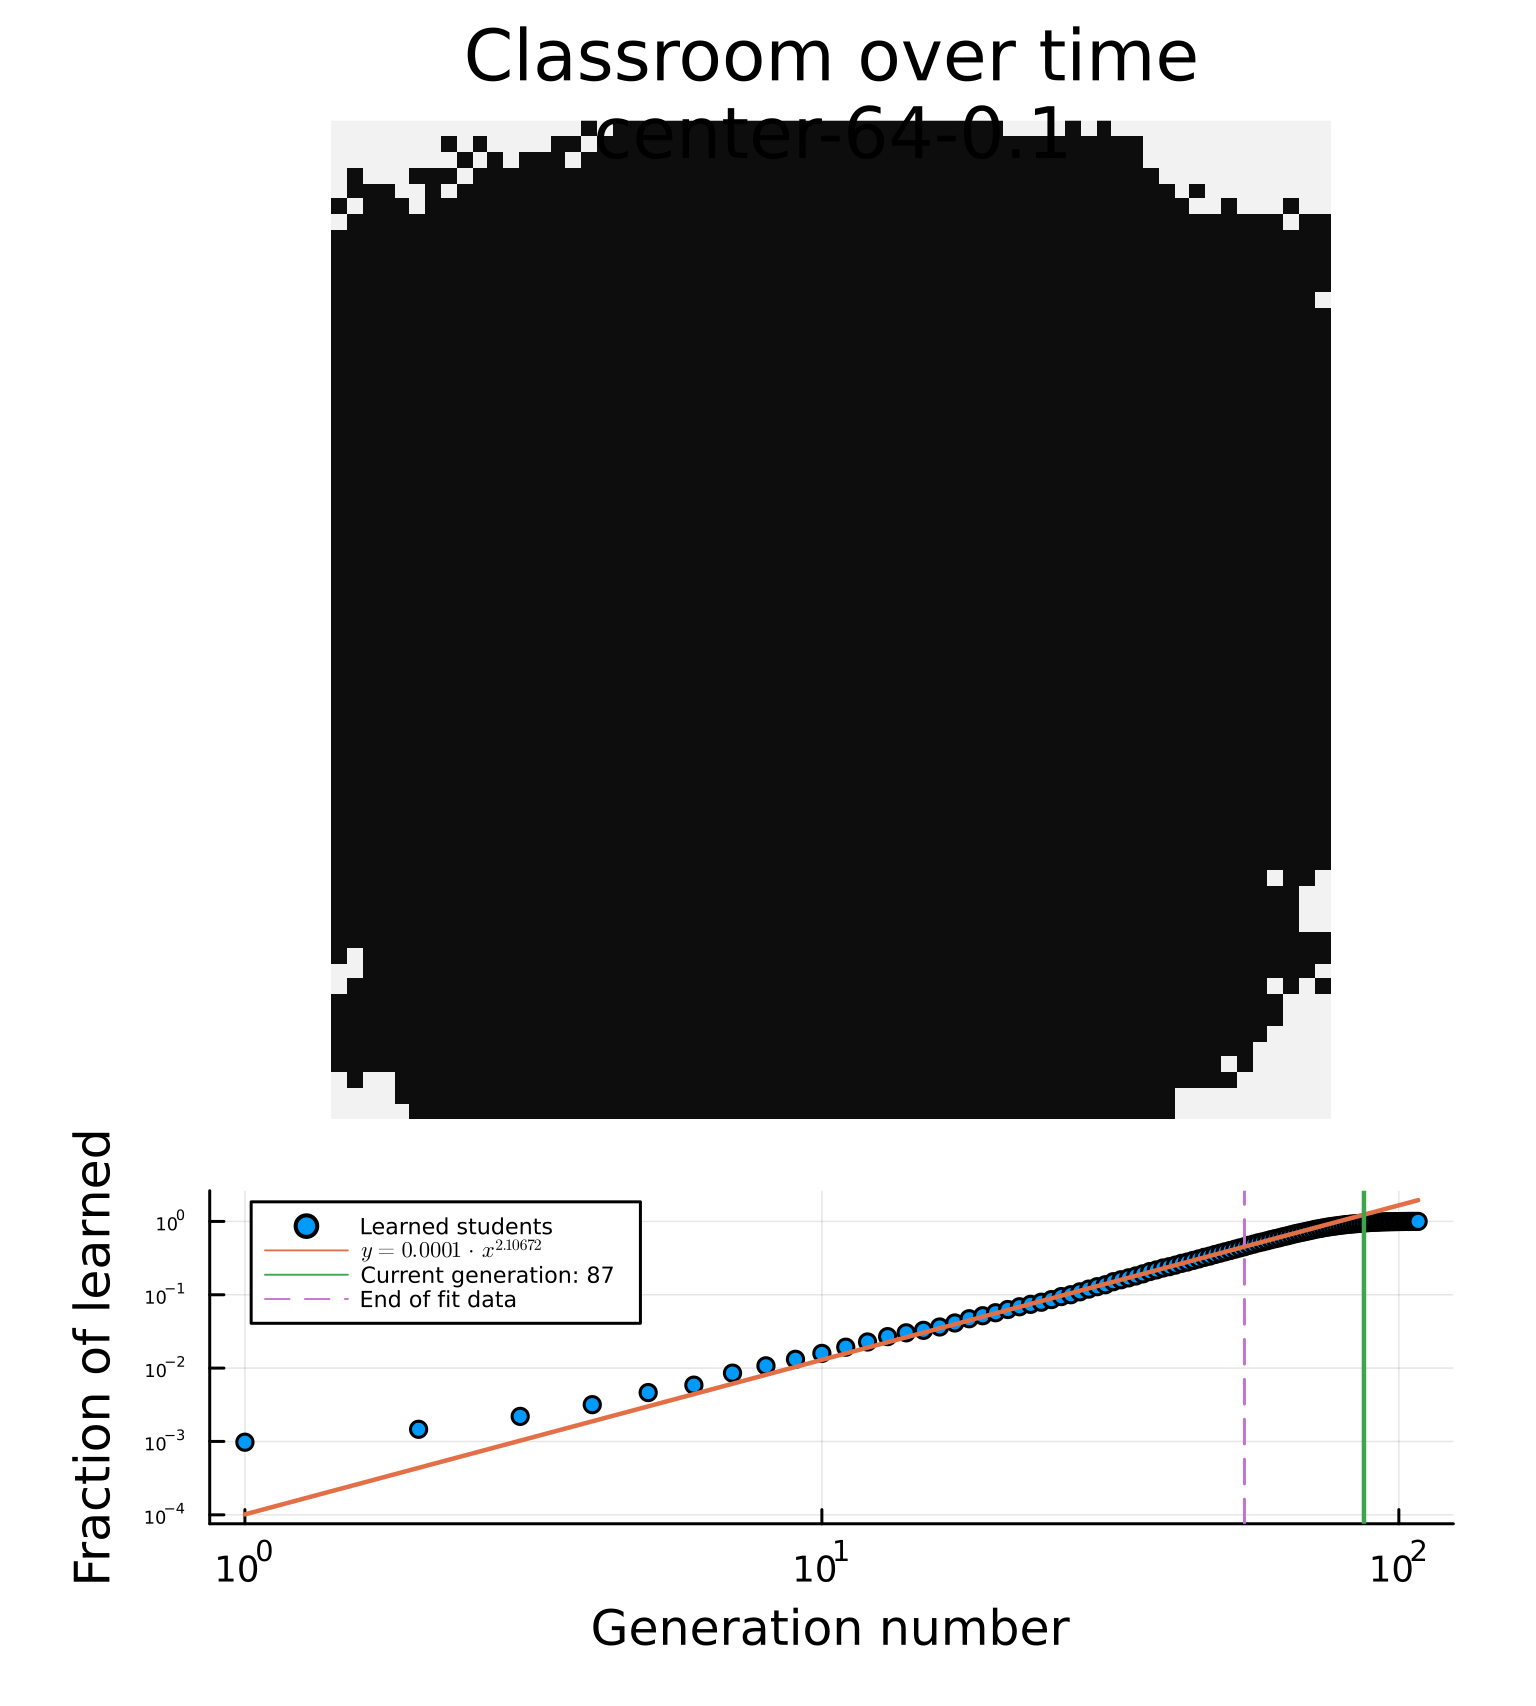 Classroom over time
center-64-0.1
Fraction of learned
10⁰
10⁻¹
10⁻²
10⁻³
10⁻⁴
Learned students
y = 0.0001 · x^2.10672
Current generation: 87
End of fit data
10⁰ 10¹ 10²
Generation number